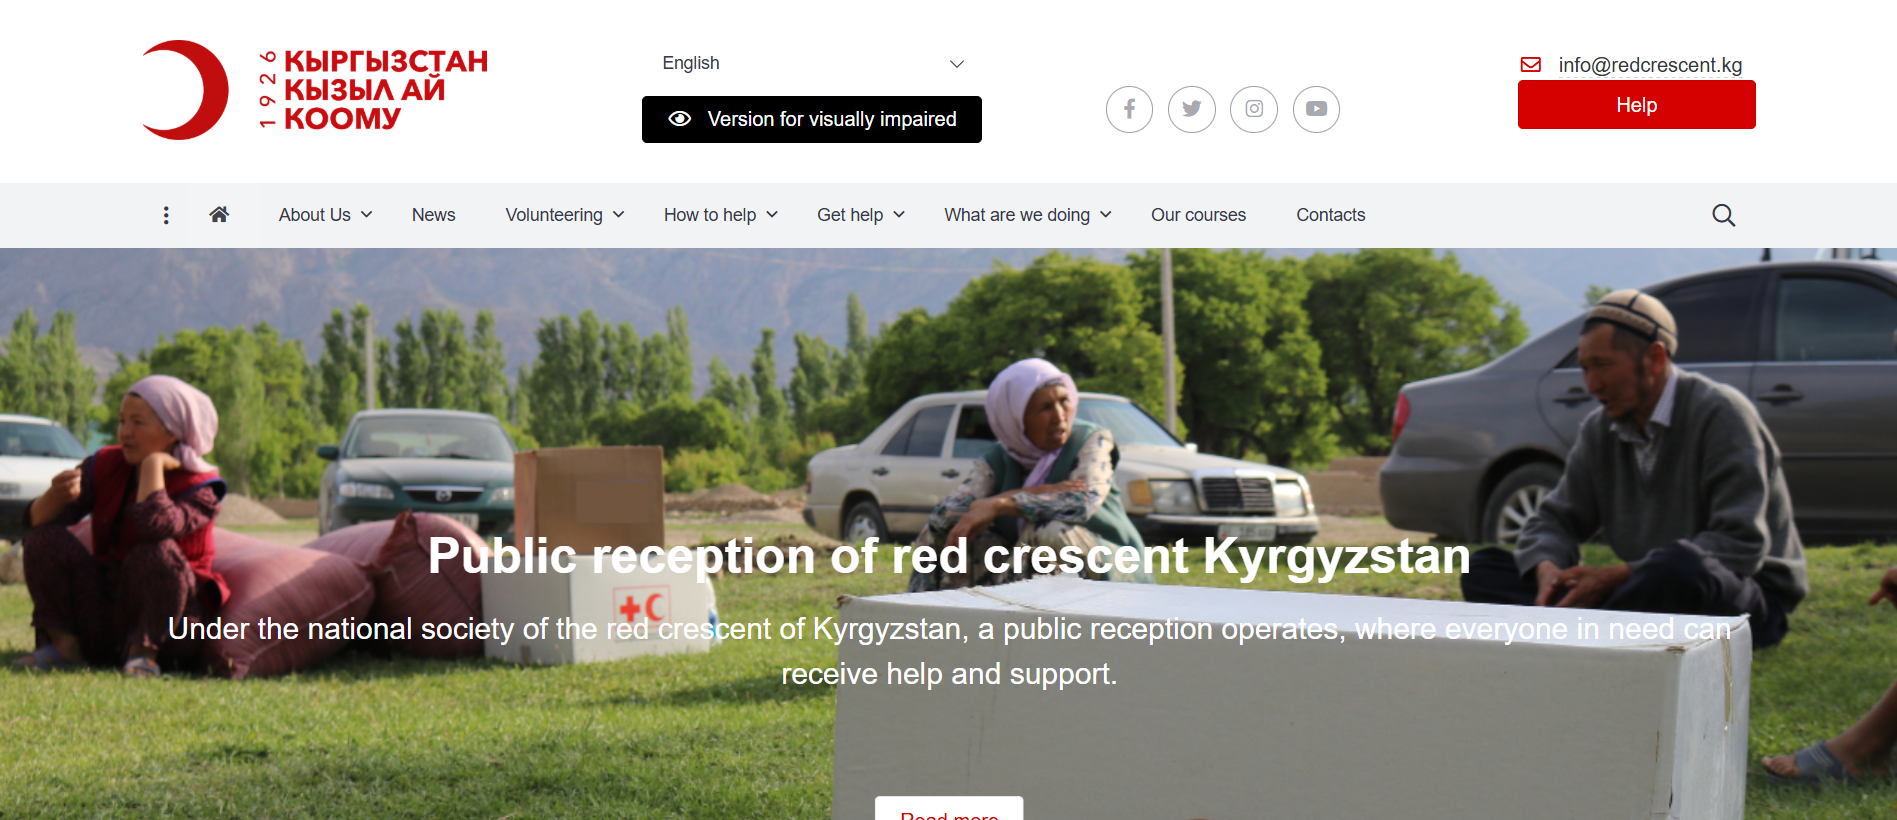 1926
КЫРГЫЗСТАН
КЫЗЫЛ АЙ
КООМУ
English
Version for visually impaired
info@redcrescent.kg
Help
About Us
News
Volunteering
How to help
Get help
What are we doing
Our courses
Contacts
Public reception of red crescent Kyrgyzstan
Under the national society of the red crescent of Kyrgyzstan, a public reception operates, where everyone in need can
receive help and support.
Read more